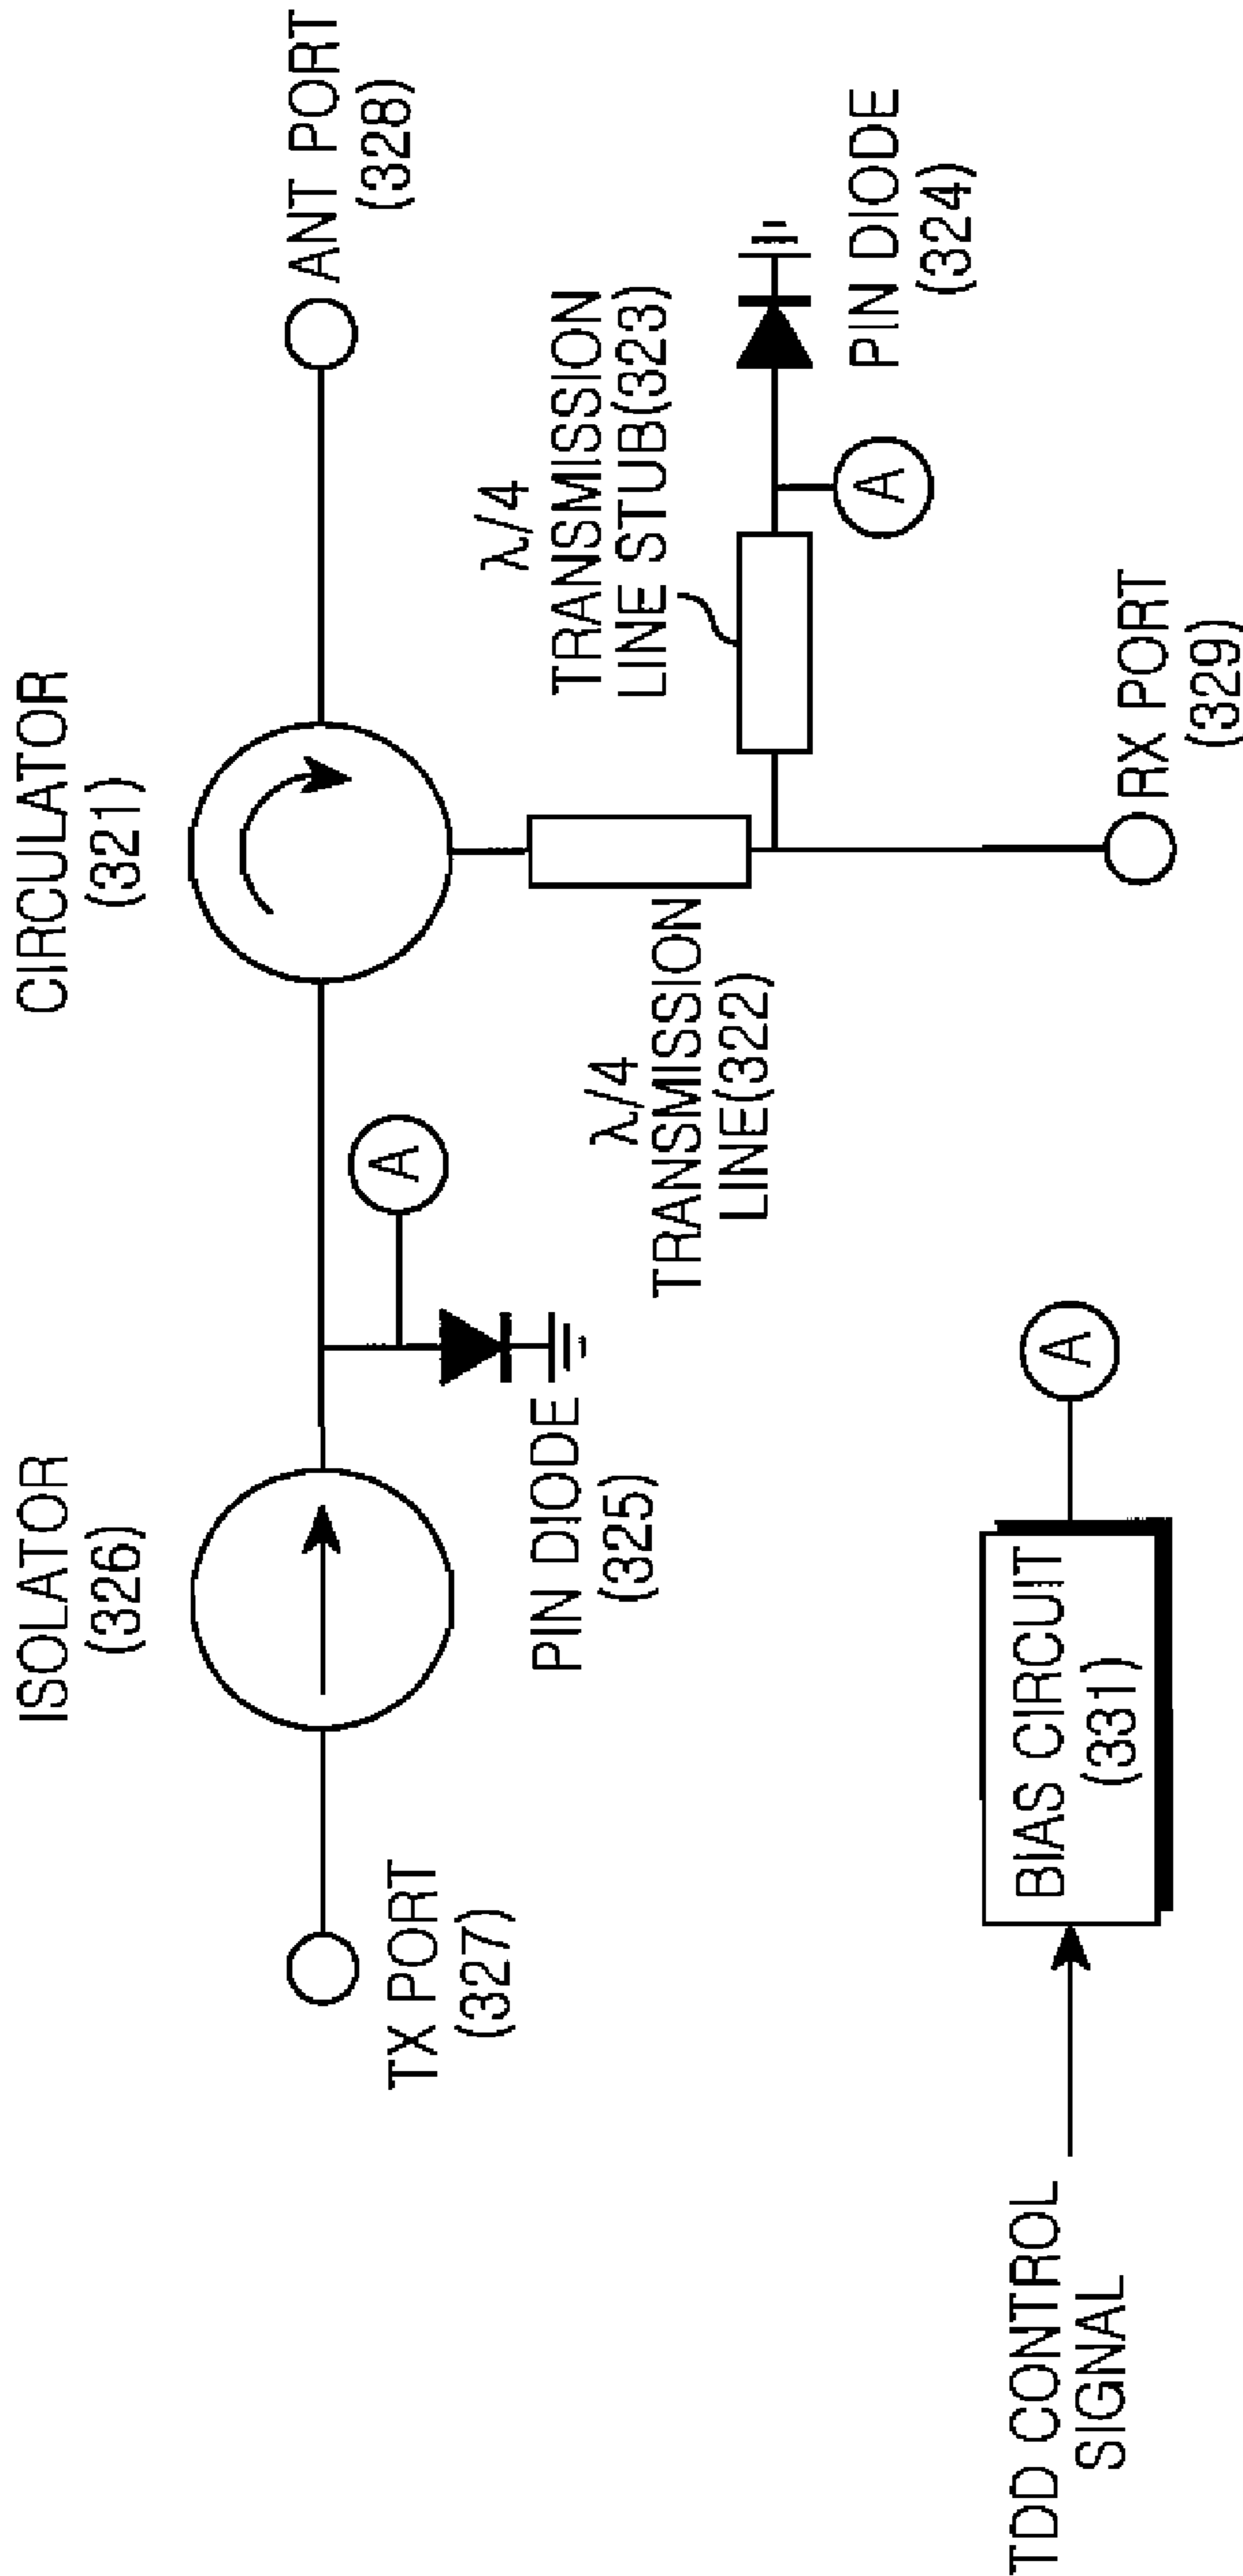 ISOLATOR
(326)
CIRCULATOR
(321)
TX PORT
(327)
ANT PORT
(328)
A
PIN DIODE
(325)
λ/4
TRANSMISSION
LINE STUB(323)
λ/4
TRANSMISSION
LINE(322)
A
PIN DIODE
(324)
RX PORT
(329)
TDD CONTROL
SIGNAL
BIAS CIRCUIT
(331)
A